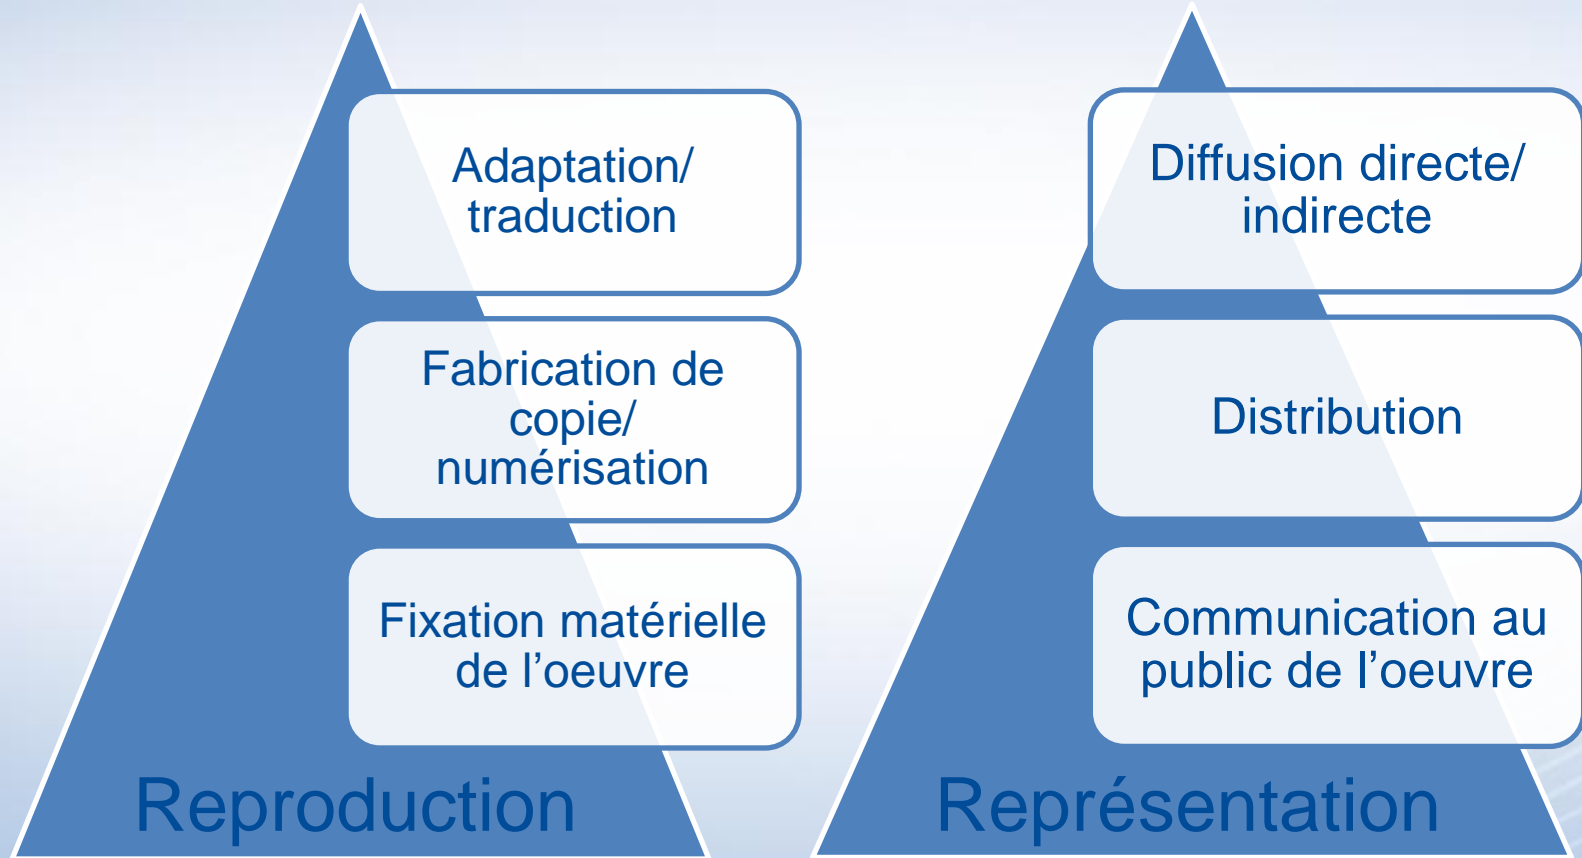 Adaptation/
traduction
Fabrication de
copie/
numérisation
Fixation matérielle
de l’oeuvre
Reproduction
Diffusion directe/
indirecte
Distribution
Communication au
public de l’oeuvre
Représentation